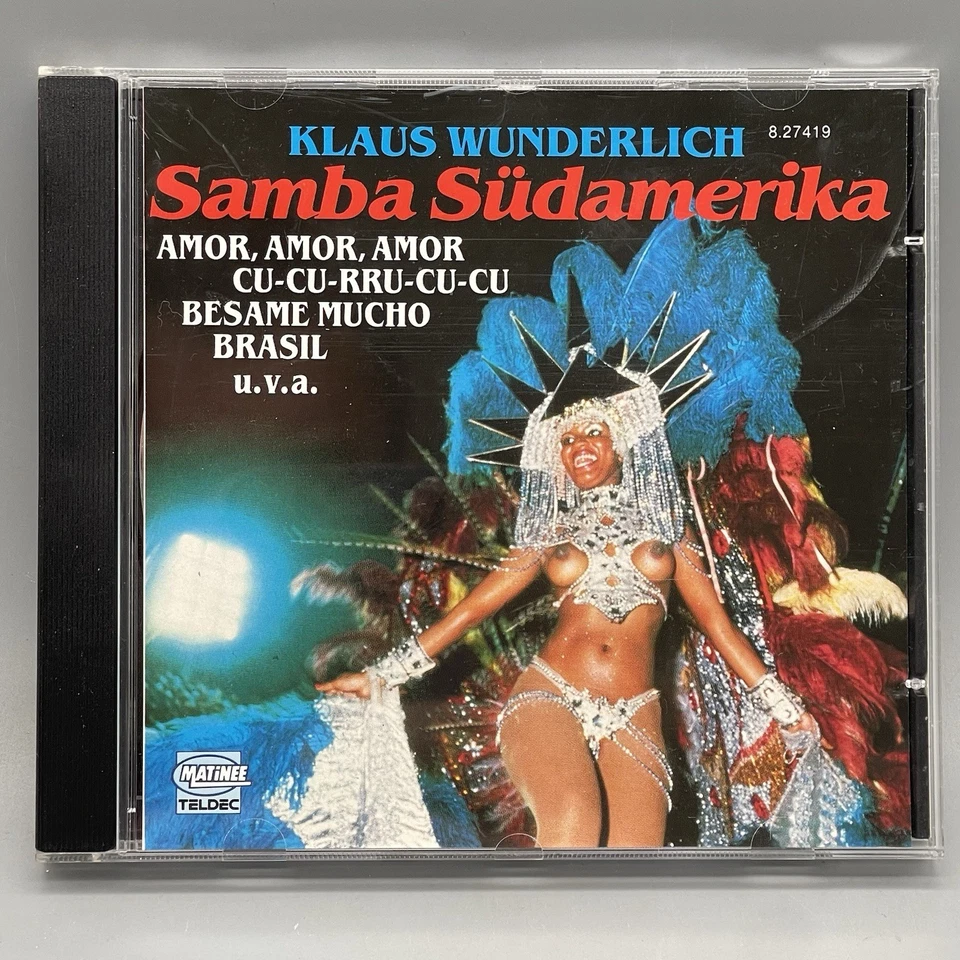 KLAUS WUNDERLICH 8.27419
Samba Südamerika
AMOR, AMOR, AMOR
CU-CU-RRU-CU-CU
BESAME MUCHO
BRASIL
u.v.a.
MATiNEE
TELDEC